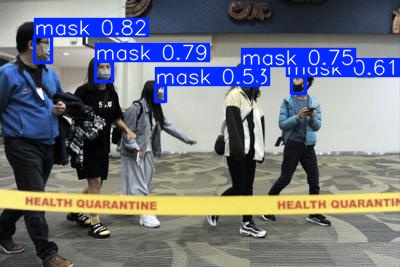 mask 0.82
mask 0.79
mask 0.53
mask 0.75
mask 0.61
HEALTH QUARANTINE
HEALTH QUARANTIN